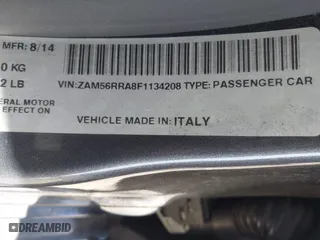 MFR: 8/14
0 KG
2 LB
VIN: ZAM56RRA8F1134208 TYPE: PASSENGER CAR
ERAL MOTOR
EFFECT ON
VEHICLE MADE IN: ITALY
DREAMBID